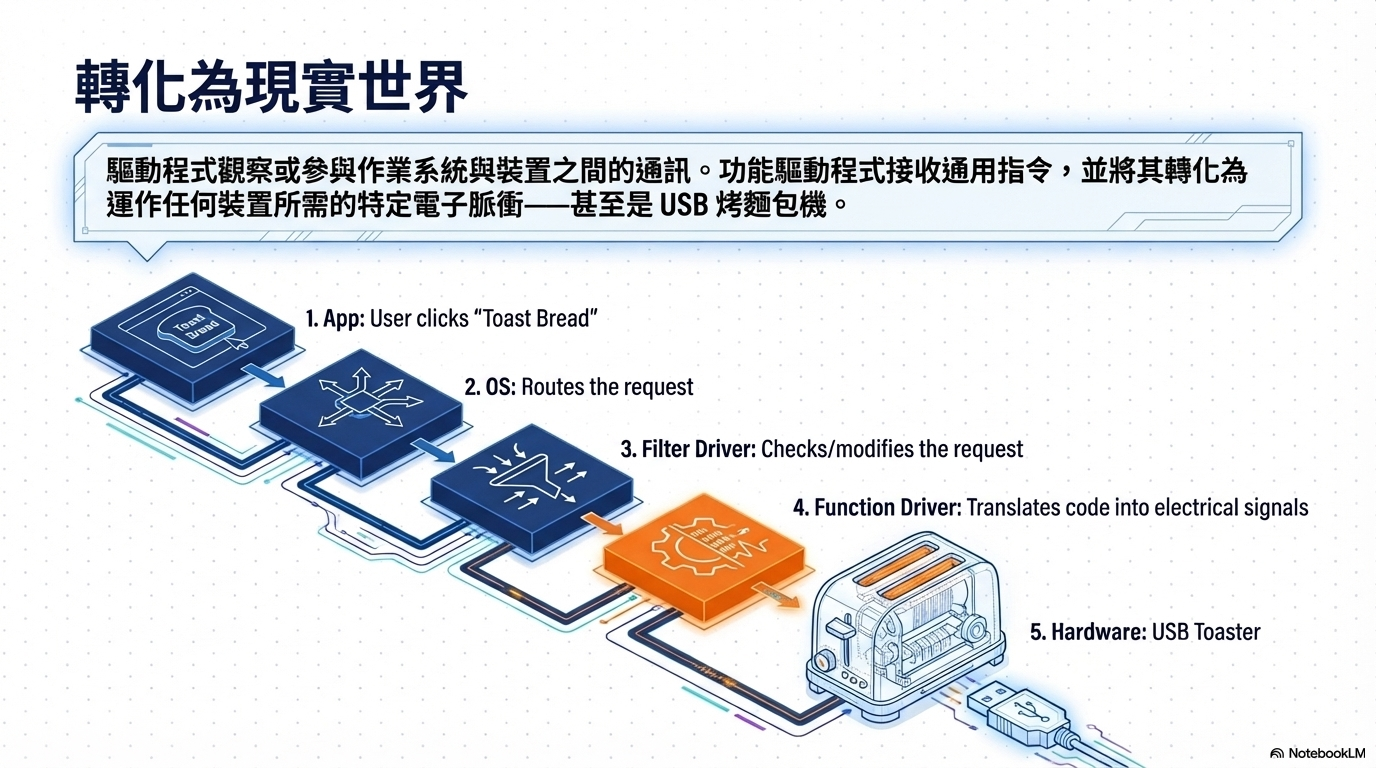 轉化為現實世界
驅動程式觀察或參與作業系統與裝置之間的通訊。功能驅動程式接收通用指令，並將其轉化為
運作任何裝置所需的特定電子脈衝——甚至是 USB 烤麵包機。
Toast
Bread
1. App: User clicks “Toast Bread”
2. OS: Routes the request
3. Filter Driver: Checks/modifies the request
4. Function Driver: Translates code into electrical signals
5. Hardware: USB Toaster
NotebookLM